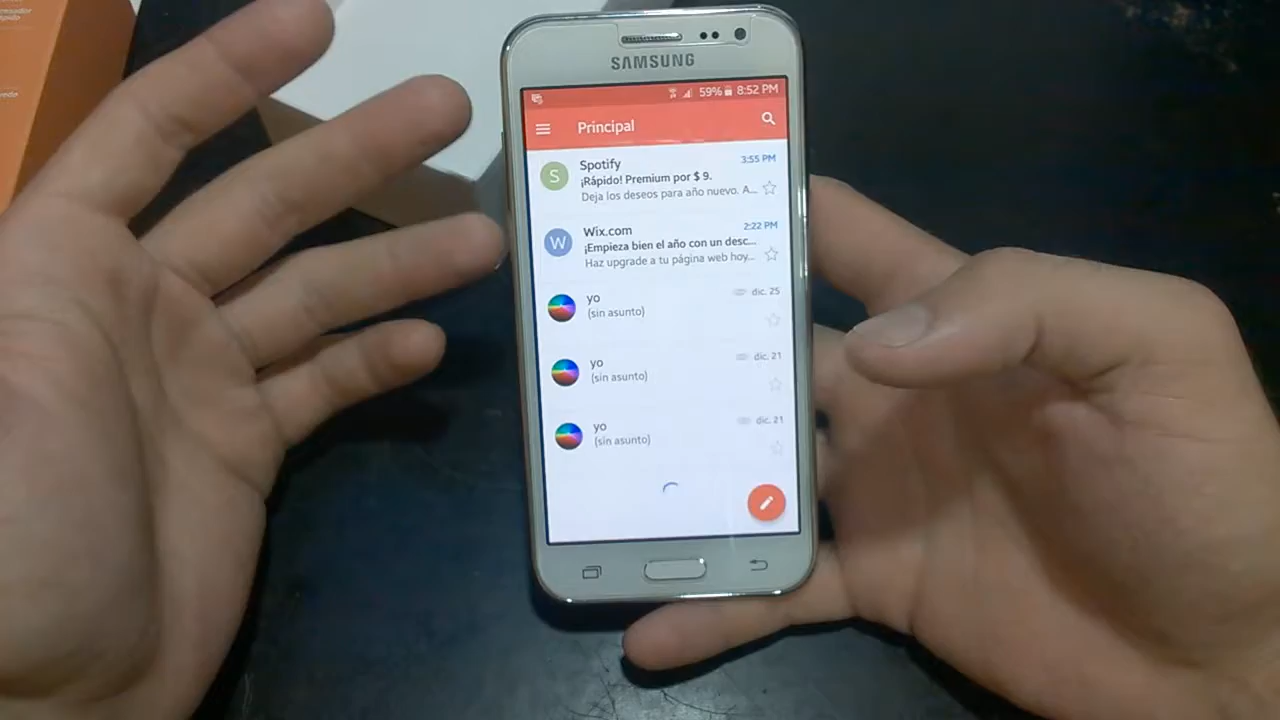 SAMSUNG
59% 8:52 PM
Principal
S
Spotify
3:55 PM
¡Rápido! Premium por $ 9.
Deja los deseos para año nuevo. A...
W
Wix.com
2:22 PM
¡Empieza bien el año con un desc...
Haz upgrade a tu página web hoy...
yo
dic. 25
(sin asunto)
yo
dic. 21
(sin asunto)
yo
dic. 21
(sin asunto)